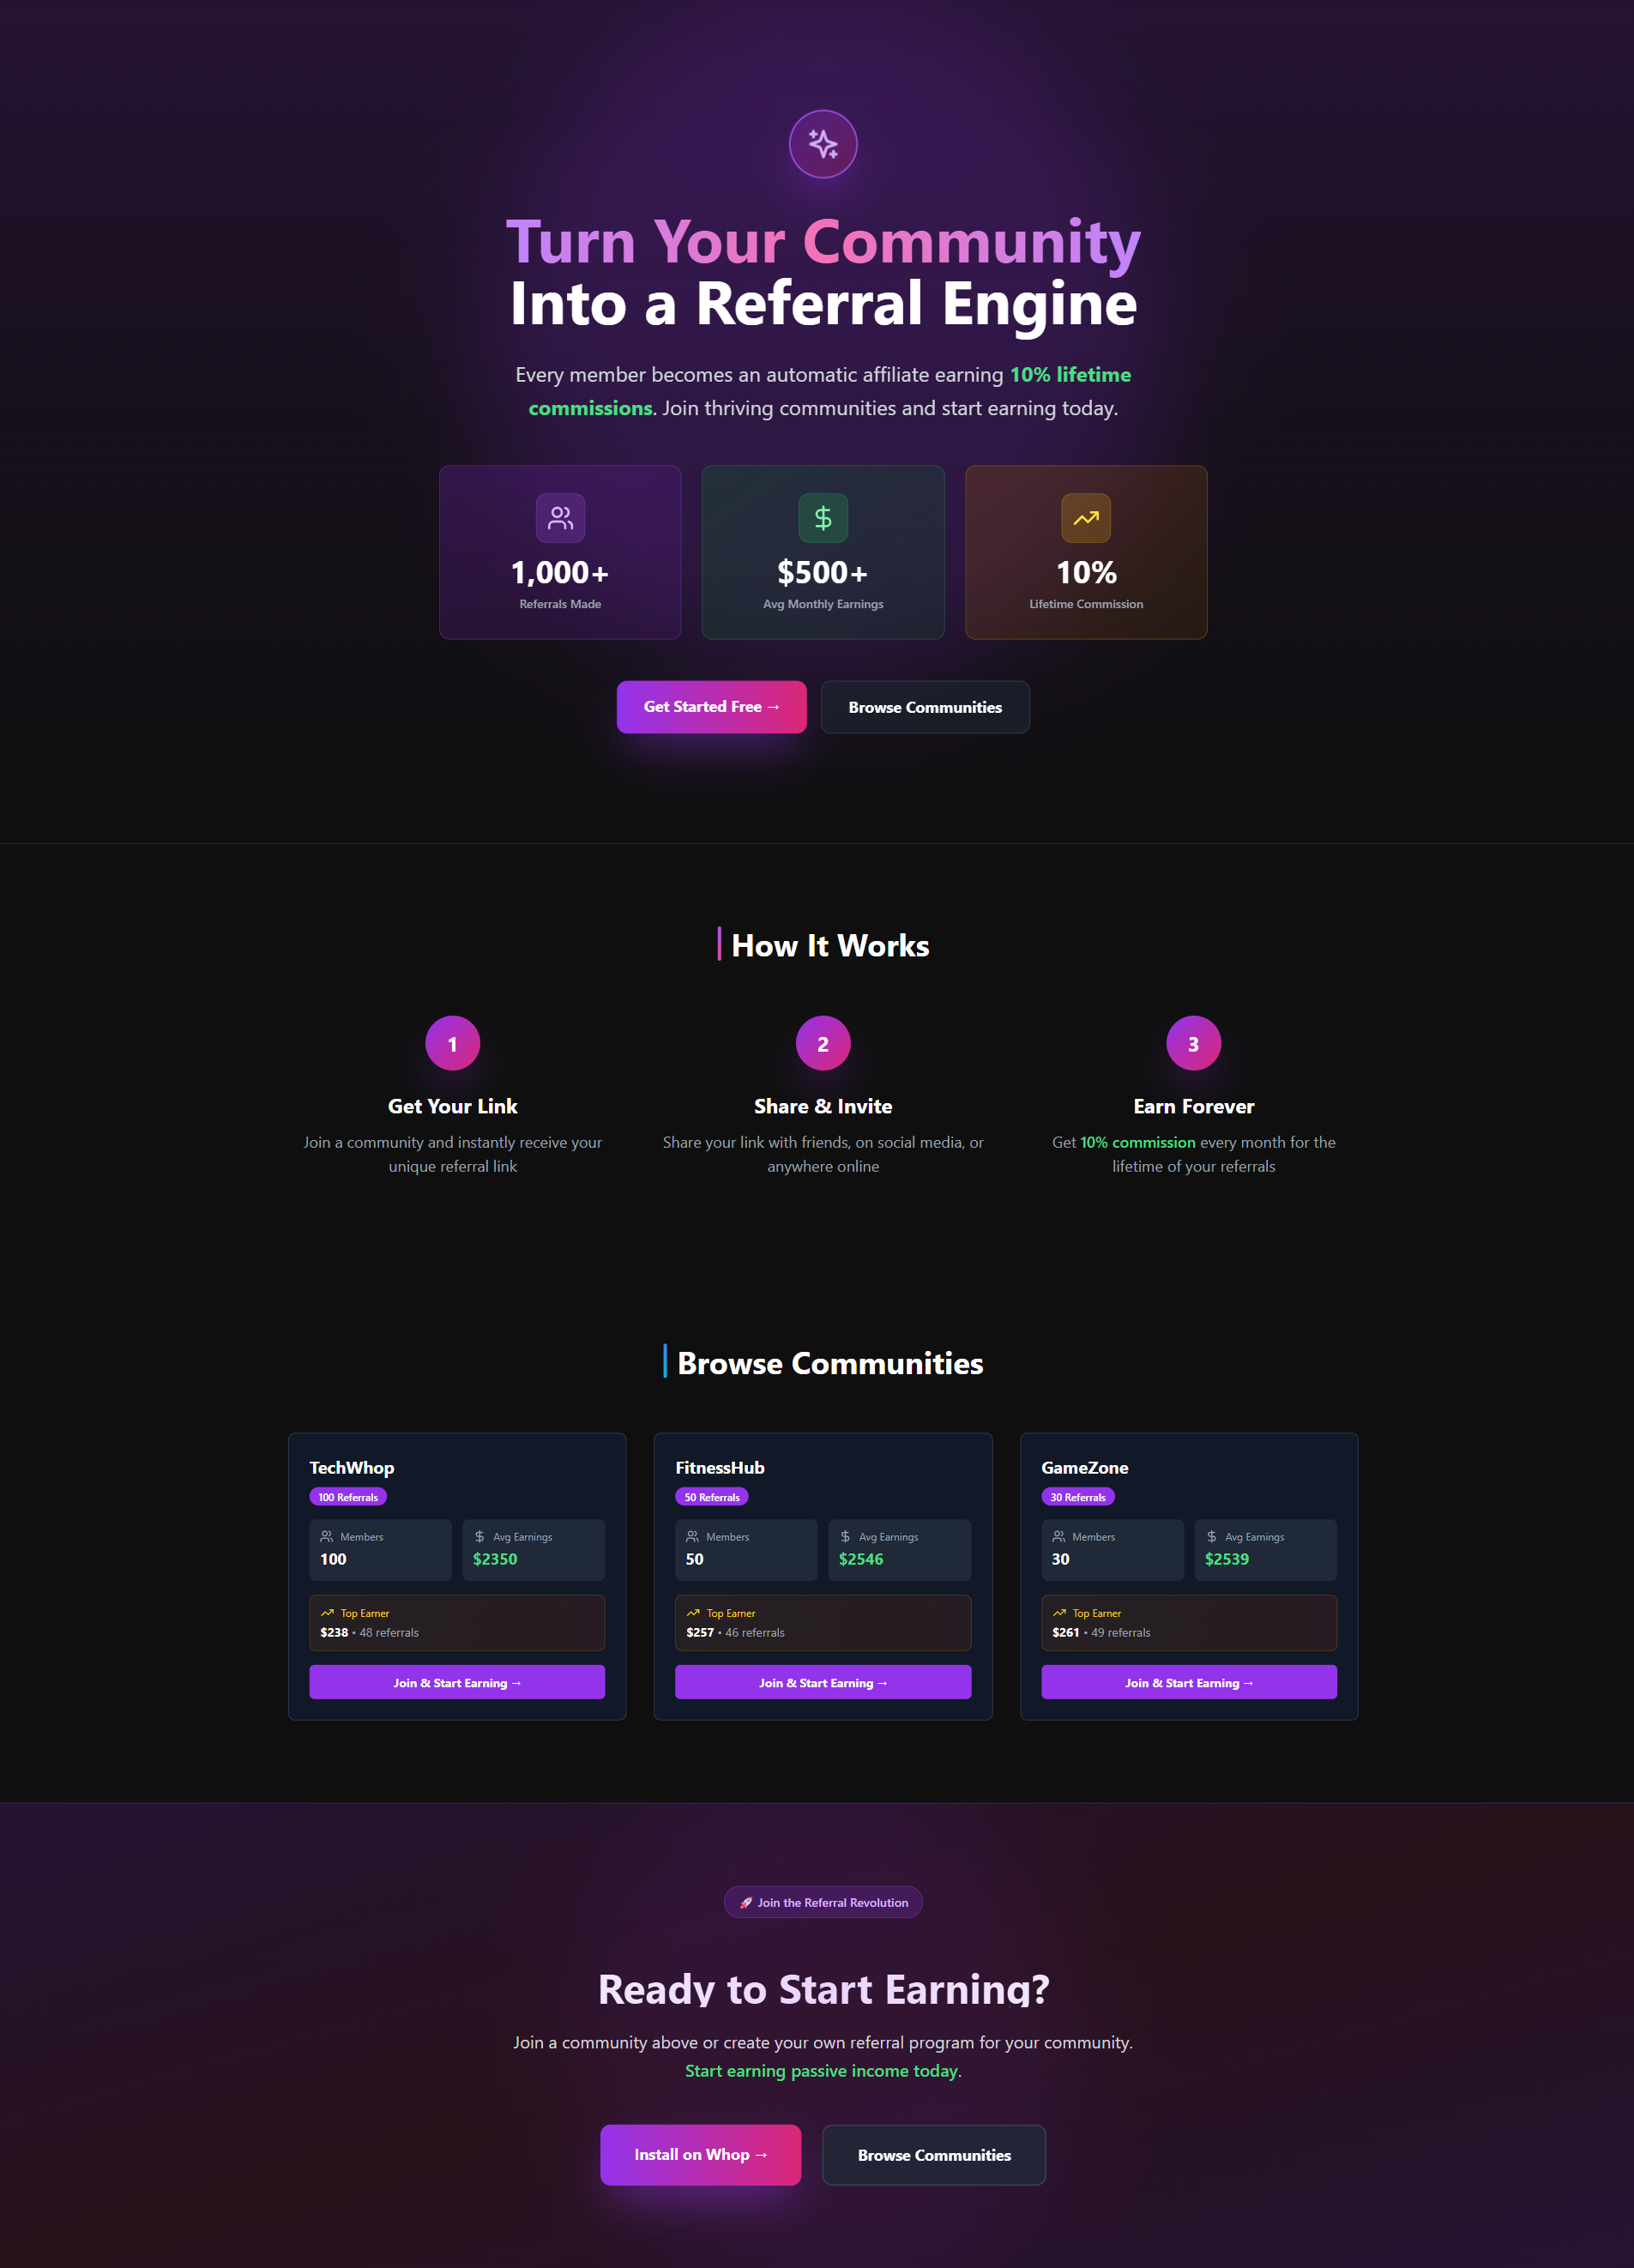 Turn Your Community
Into a Referral Engine
Every member becomes an automatic affiliate earning 10% lifetime
commissions. Join thriving communities and start earning today.
1,000+
Referrals Made
$500+
Avg Monthly Earnings
10%
Lifetime Commission
Get Started Free →
Browse Communities
How It Works
1
Get Your Link
Join a community and instantly receive your
unique referral link
2
Share & Invite
Share your link with friends, on social media, or
anywhere online
3
Earn Forever
Get 10% commission every month for the
lifetime of your referrals
Browse Communities
TechWhop
100 Referrals
Members
100
Avg Earnings
$2350
Top Earner
$238 • 48 referrals
Join & Start Earning →
FitnessHub
50 Referrals
Members
50
Avg Earnings
$2546
Top Earner
$257 • 46 referrals
Join & Start Earning →
GameZone
30 Referrals
Members
30
Avg Earnings
$2539
Top Earner
$261 • 49 referrals
Join & Start Earning →
🚀 Join the Referral Revolution
Ready to Start Earning?
Join a community above or create your own referral program for your community.
Start earning passive income today.
Install on Whop →
Browse Communities